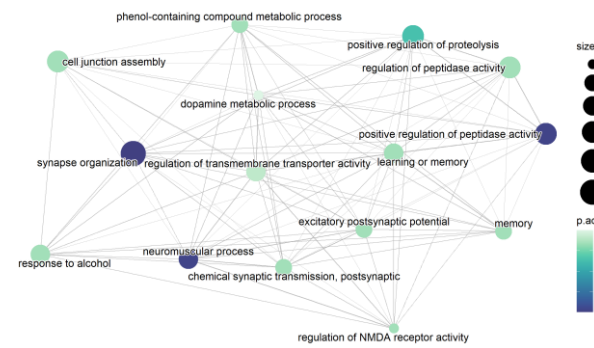 phenol-containing compound metabolic process
positive regulation of proteolysis
size
cell junction assembly
regulation of peptidase activity
dopamine metabolic process
positive regulation of peptidase activity
synapse organization
regulation of transmembrane transporter activity
learning or memory
excitatory postsynaptic potential
memory
p.ad
neuromuscular process
response to alcohol
chemical synaptic transmission, postsynaptic
regulation of NMDA receptor activity